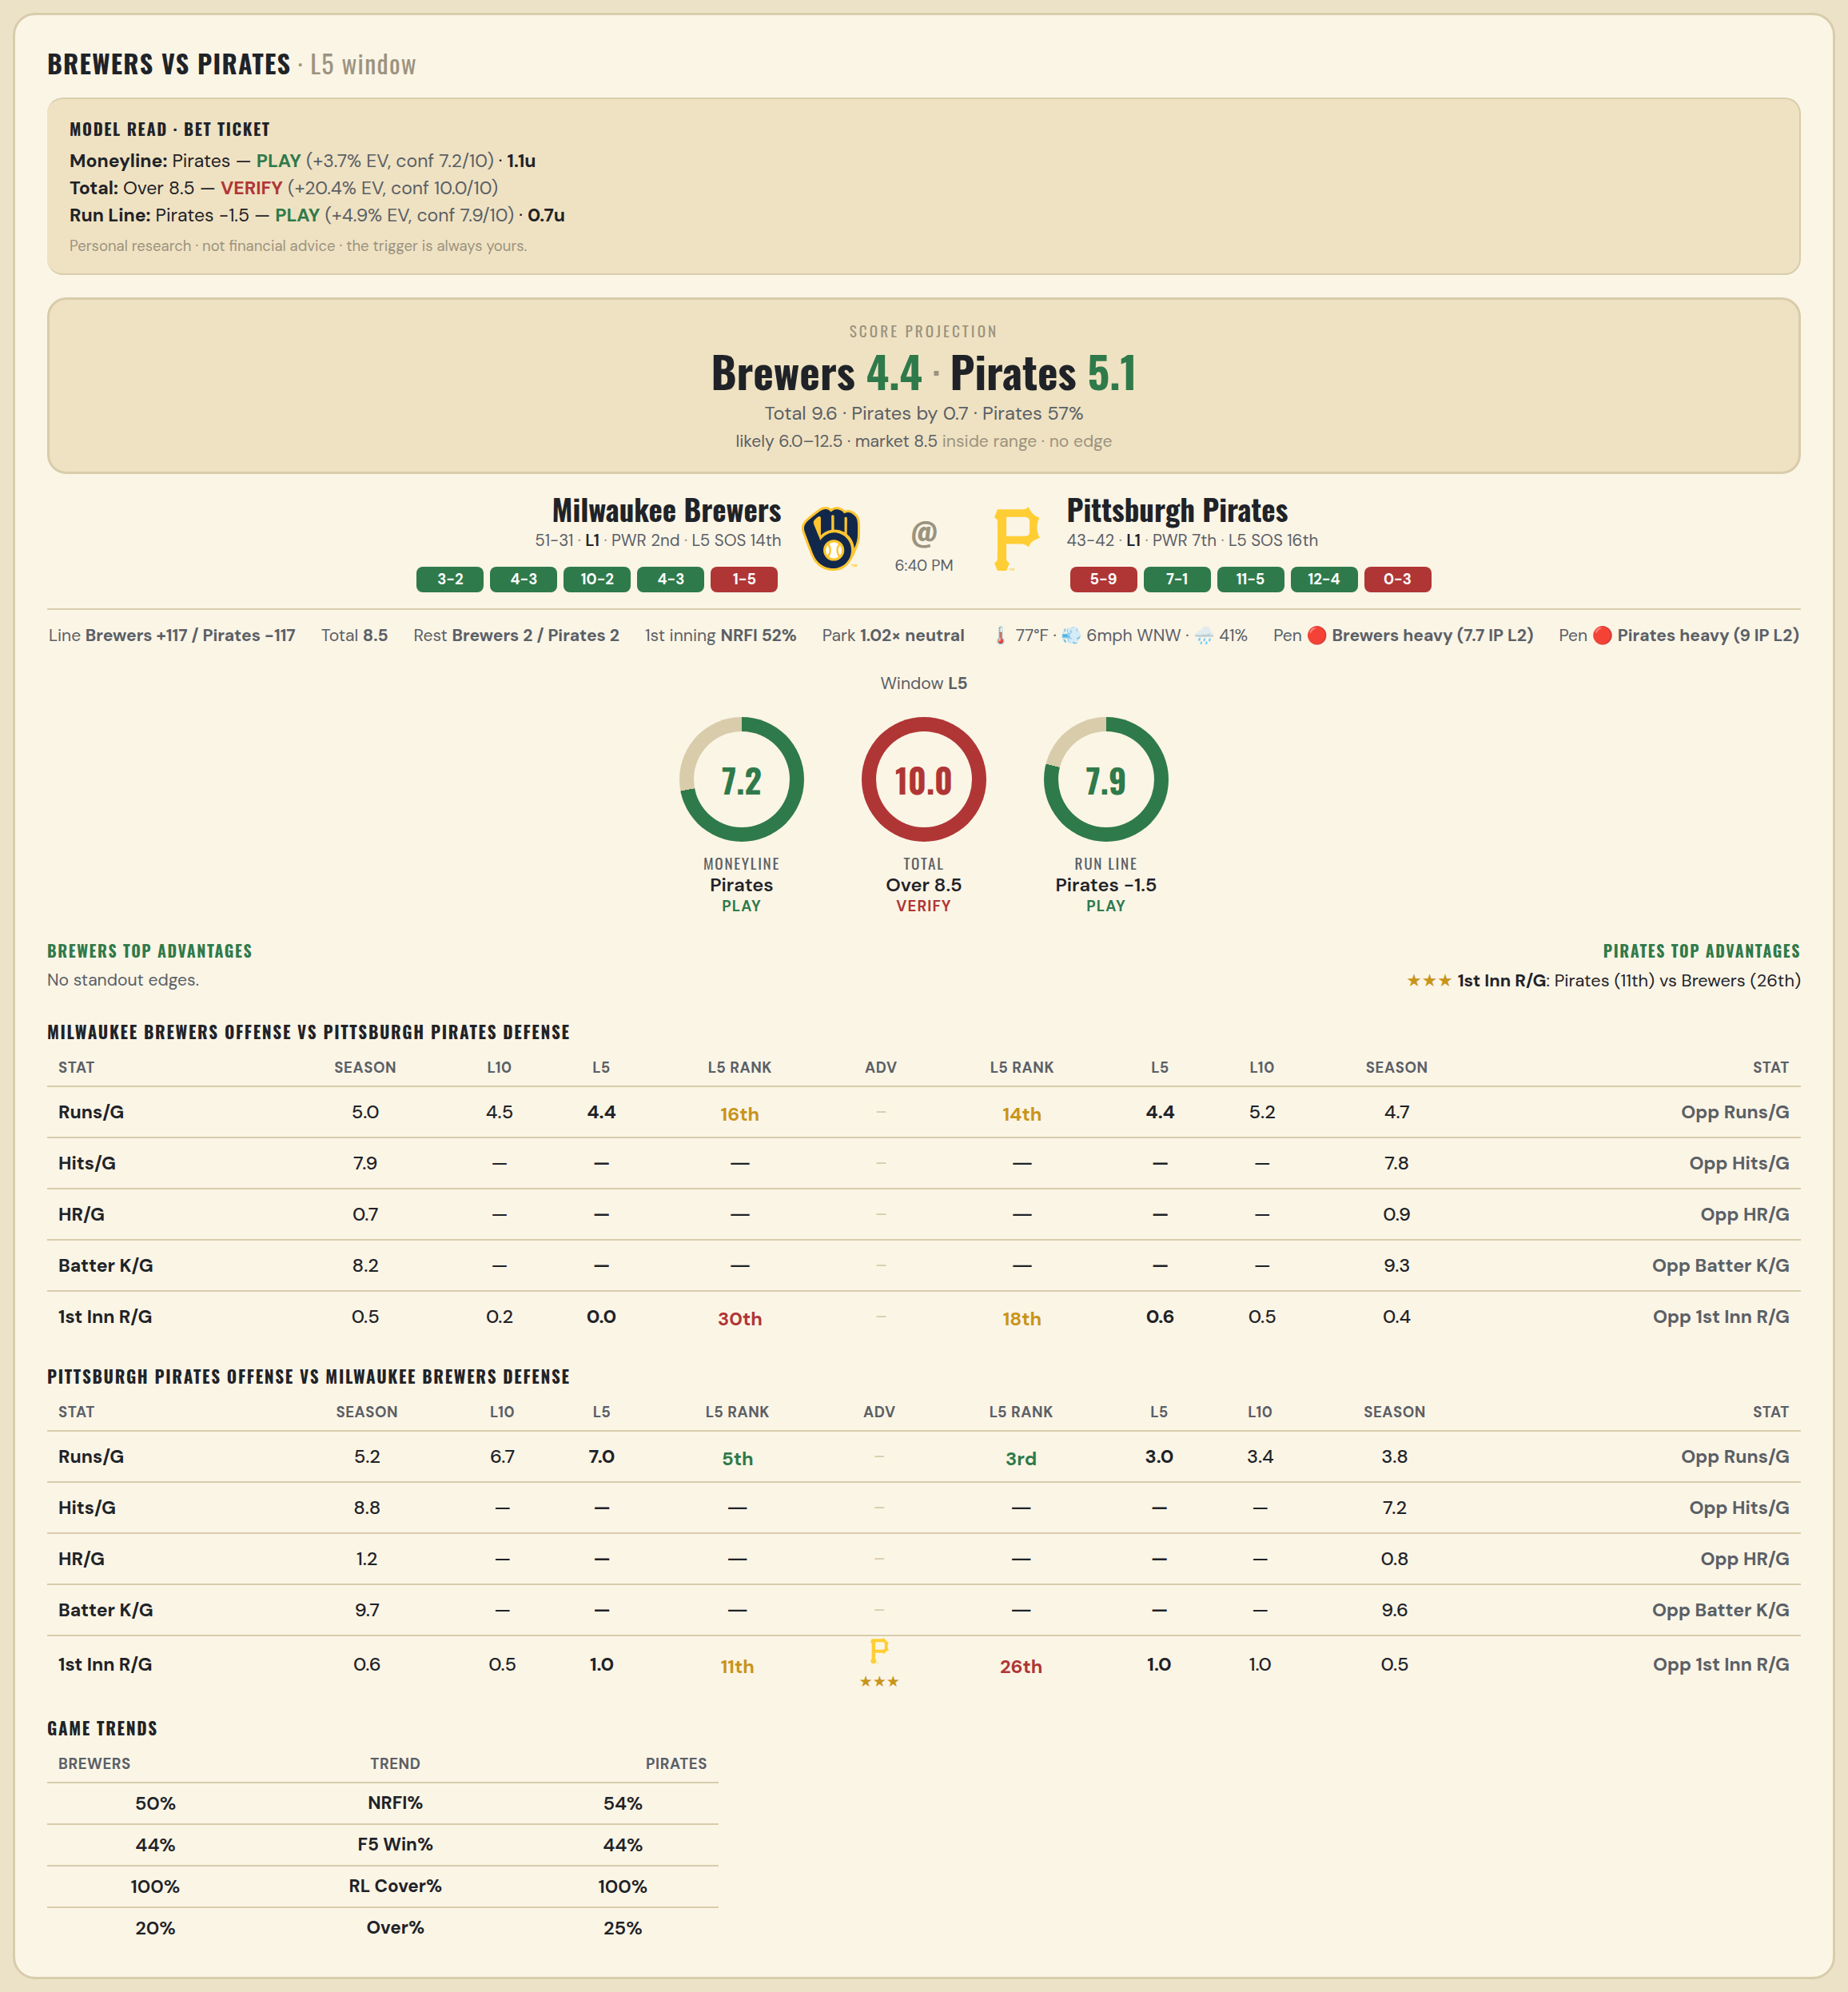 BREWERS VS PIRATES · L5 window
MODEL READ · BET TICKET
Moneyline: Pirates — PLAY (+3.7% EV, conf 7.2/10) · 1.1u
Total: Over 8.5 — VERIFY (+20.4% EV, conf 10.0/10)
Run Line: Pirates -1.5 — PLAY (+4.9% EV, conf 7.9/10) · 0.7u
Personal research · not financial advice · the trigger is always yours.
SCORE PROJECTION
Brewers 4.4 · Pirates 5.1
Total 9.6 · Pirates by 0.7 · Pirates 57%
likely 6.0–12.5 · market 8.5 inside range · no edge
Milwaukee Brewers @ Pittsburgh Pirates
51-31 · L1 · PWR 2nd · L5 SOS 14th 6:40 PM 43-42 · L1 · PWR 7th · L5 SOS 16th
3-2 4-3 10-2 4-3 1-5 5-9 7-1 11-5 12-4 0-3
Line Brewers +117 / Pirates -117 Total 8.5 Rest Brewers 2 / Pirates 2 1st inning NRFI 52% Park 1.02× neutral 🌡️ 77°F · 💨 6mph WNW · 🌧️ 41% Pen 🔴 Brewers heavy (7.7 IP L2) Pen 🔴 Pirates heavy (9 IP L2)
Window L5
7.2 10.0 7.9
MONEYLINE TOTAL RUN LINE
Pirates Over 8.5 Pirates -1.5
PLAY VERIFY PLAY
BREWERS TOP ADVANTAGES PIRATES TOP ADVANTAGES
No standout edges. ★★★ 1st Inn R/G: Pirates (11th) vs Brewers (26th)
MILWAUKEE BREWERS OFFENSE VS PITTSBURGH PIRATES DEFENSE
STAT SEASON L10 L5 L5 RANK ADV L5 RANK L5 L10 SEASON STAT
Runs/G 5.0 4.5 4.4 16th – 14th 4.4 5.2 4.7 Opp Runs/G
Hits/G 7.9 — — — – — — — 7.8 Opp Hits/G
HR/G 0.7 — — — – — — — 0.9 Opp HR/G
Batter K/G 8.2 — — — – — — — 9.3 Opp Batter K/G
1st Inn R/G 0.5 0.2 0.0 30th – 18th 0.6 0.5 0.4 Opp 1st Inn R/G
PITTSBURGH PIRATES OFFENSE VS MILWAUKEE BREWERS DEFENSE
STAT SEASON L10 L5 L5 RANK ADV L5 RANK L5 L10 SEASON STAT
Runs/G 5.2 6.7 7.0 5th – 3rd 3.0 3.4 3.8 Opp Runs/G
Hits/G 8.8 — — — – — — — 7.2 Opp Hits/G
HR/G 1.2 — — — – — — — 0.8 Opp HR/G
Batter K/G 9.7 — — — – — — — 9.6 Opp Batter K/G
1st Inn R/G 0.6 0.5 1.0 11th P ★★★ 26th 1.0 1.0 0.5 Opp 1st Inn R/G
GAME TRENDS
BREWERS TREND PIRATES
50% NRFI% 54%
44% F5 Win% 44%
100% RL Cover% 100%
20% Over% 25%